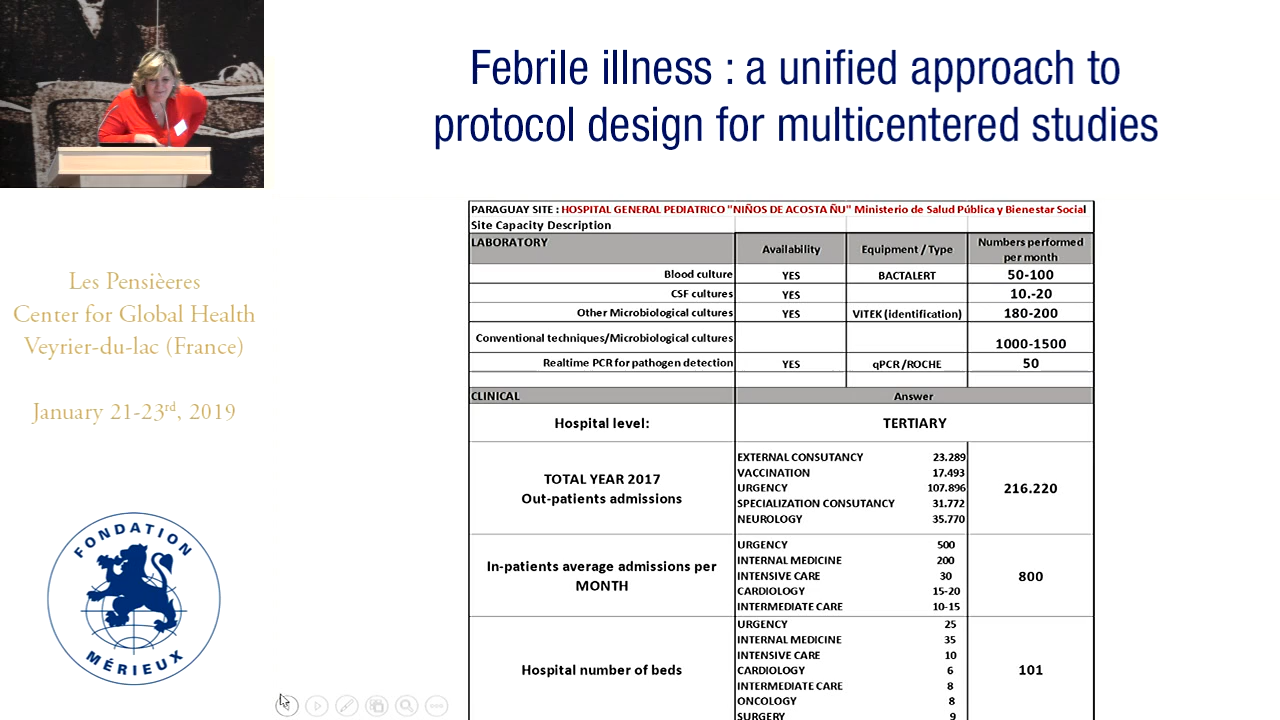 Febrile illness : a unified approach to
protocol design for multicentered studies
Les Pensièeres
Center for Global Health
Veyrier-du-lac (France)
January 21-23rd, 2019
FONDATION
MÉRIEUX
PARAGUAY SITE : HOSPITAL GENERAL PEDIATRICO "NIÑOS DE ACOSTA ÑU" Ministerio de Salud Pública y Bienestar Social
Site Capacity Description
LABORATORY Availability Equipment / Type Numbers performed per month
Blood culture YES BACTALERT 50-100
CSF cultures YES 10.-20
Other Microbiological cultures YES VITEK (identification) 180-200
Conventional techniques/Microbiological cultures 1000-1500
Realtime PCR for pathogen detection YES qPCR /ROCHE 50
CLINICAL Answer
Hospital level: TERTIARY
TOTAL YEAR 2017
Out-patients admissions
EXTERNAL CONSUTANCY 23.289
VACCINATION 17.493
URGENCY 107.896
SPECIALIZATION CONSUTANCY 31.772
NEUROLOGY 35.770
216.220
In-patients average admissions per
MONTH
URGENCY 500
INTERNAL MEDICINE 200
INTENSIVE CARE 30
CARDIOLOGY 15-20
INTERMEDIATE CARE 10-15
800
Hospital number of beds
URGENCY 25
INTERNAL MEDICINE 35
INTENSIVE CARE 10
CARDIOLOGY 6
INTERMEDIATE CARE 8
ONCOLOGY 8
SURGERY 9
101